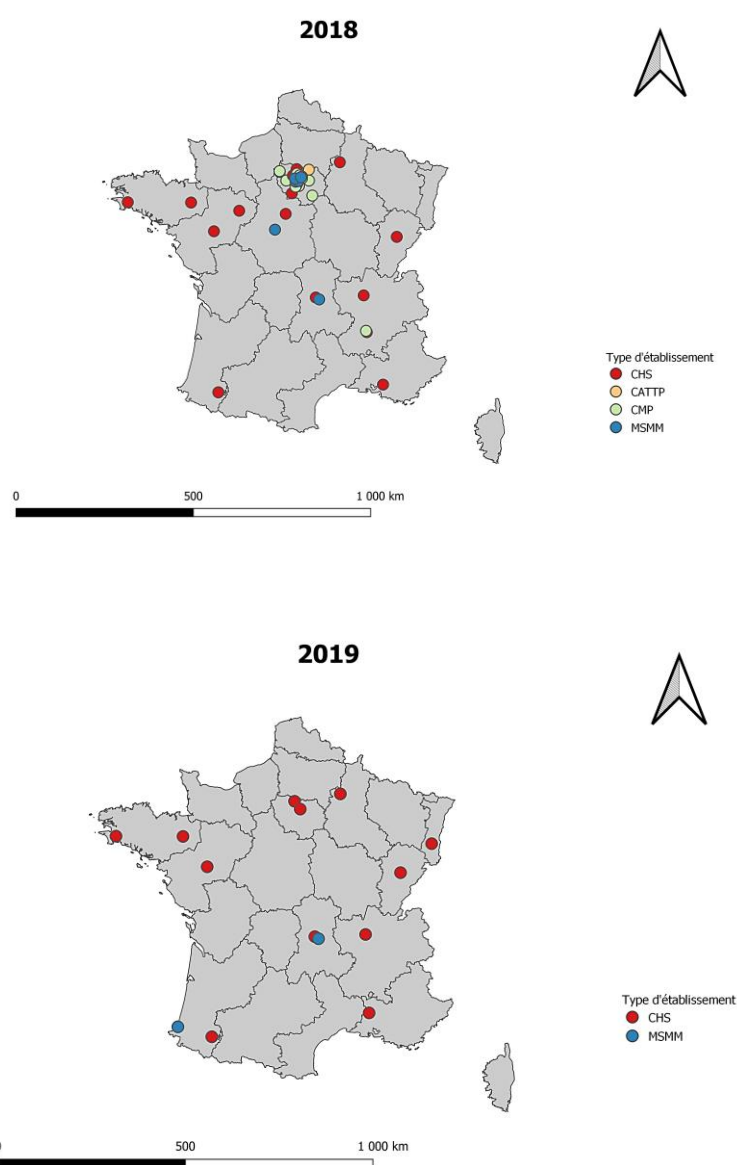 2018
Type d'établissement
CHS
CATTP
CMP
MSMM
0 500 1 000 km
2019
Type d'établissement
CHS
MSMM
0 500 1 000 km